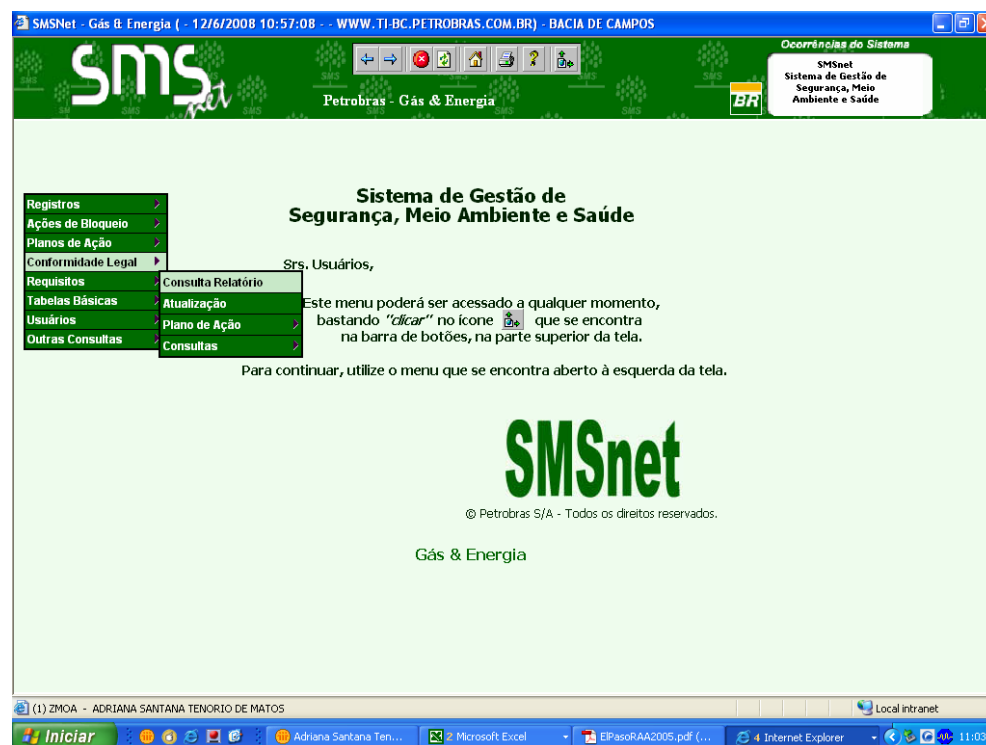 SMSNet - Gás & Energia ( - 12/6/2008 10:57:08 - - WWW.TI-BC.PETROBRAS.COM.BR) - BACIA DE CAMPOS
sms
net
Petrobras - Gás & Energia
BR
Ocorrências do Sistema
SMSnet
Sistema de Gestão de
Segurança, Meio
Ambiente e Saúde
Registros
Ações de Bloqueio
Planos de Ação
Conformidade Legal
Requisitos
Tabelas Básicas
Usuários
Outras Consultas
Consulta Relatório
Atualização
Plano de Ação
Consultas
Sistema de Gestão de
Segurança, Meio Ambiente e Saúde
Srs. Usuários,
Este menu poderá ser acessado a qualquer momento,
bastando "clicar" no ícone que se encontra
na barra de botões, na parte superior da tela.
Para continuar, utilize o menu que se encontra aberto à esquerda da tela.
SMSnet
© Petrobras S/A - Todos os direitos reservados.
Gás & Energia
(1) ZMOA - ADRIANA SANTANA TENORIO DE MATOS
Local intranet
Iniciar
Adriana Santana Ten...
2 Microsoft Excel
ElPasoRAA2005.pdf (...
4 Internet Explorer
11:03